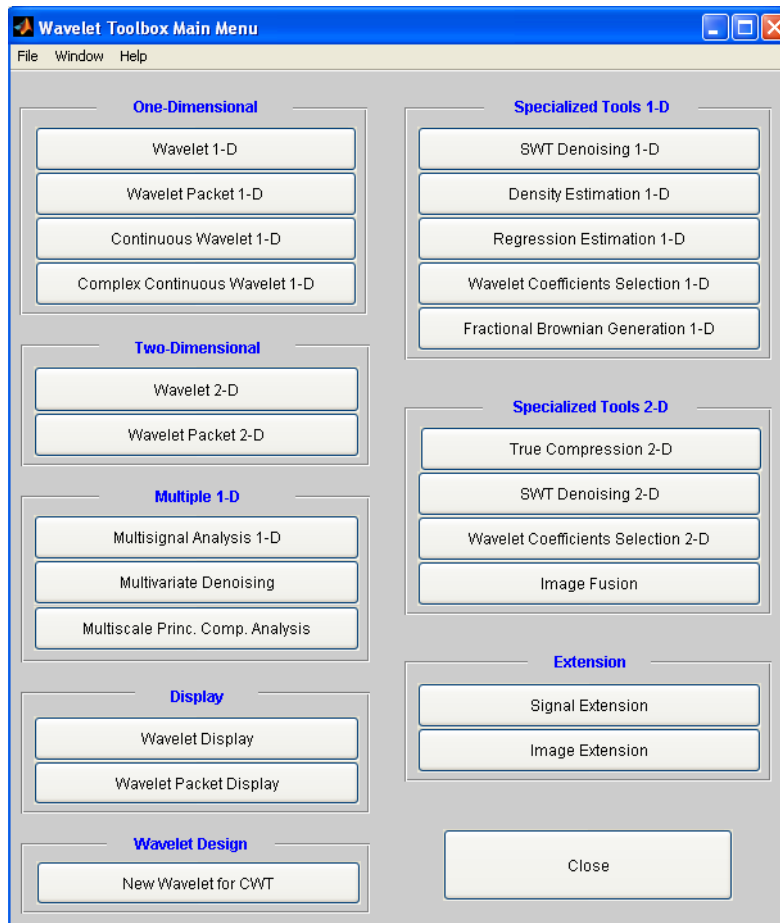 Wavelet Toolbox Main Menu
File Window Help
One-Dimensional
Wavelet 1-D
Wavelet Packet 1-D
Continuous Wavelet 1-D
Complex Continuous Wavelet 1-D
Two-Dimensional
Wavelet 2-D
Wavelet Packet 2-D
Multiple 1-D
Multisignal Analysis 1-D
Multivariate Denoising
Multiscale Princ. Comp. Analysis
Display
Wavelet Display
Wavelet Packet Display
Wavelet Design
New Wavelet for CWT
Specialized Tools 1-D
SWT Denoising 1-D
Density Estimation 1-D
Regression Estimation 1-D
Wavelet Coefficients Selection 1-D
Fractional Brownian Generation 1-D
Specialized Tools 2-D
True Compression 2-D
SWT Denoising 2-D
Wavelet Coefficients Selection 2-D
Image Fusion
Extension
Signal Extension
Image Extension
Close